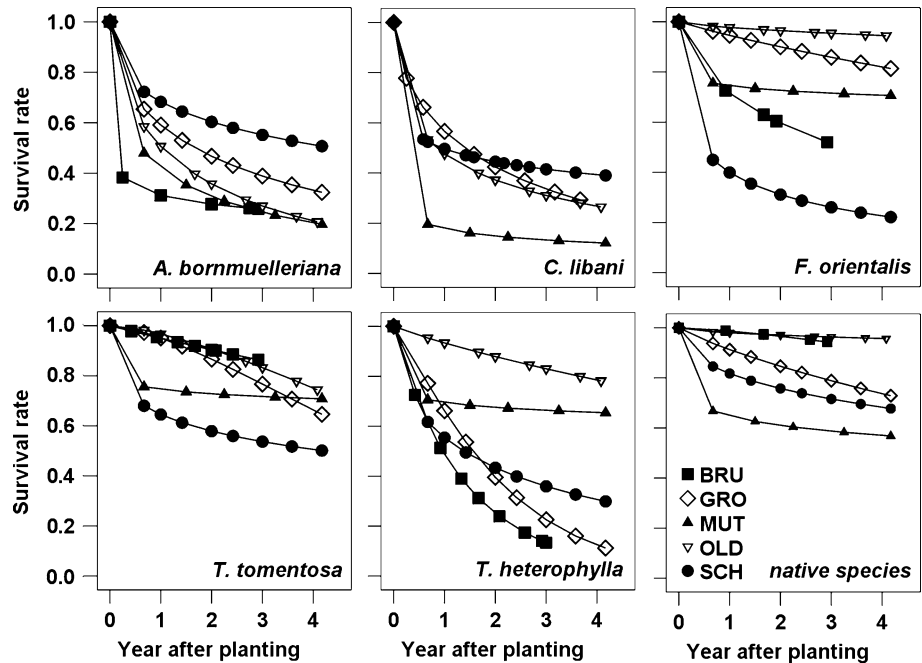 Survival rate
1.0
0.8
0.6
0.4
0.2
0.0
A. bornmuelleriana
C. libani
F. orientalis
Survival rate
1.0
0.8
0.6
0.4
0.2
0.0
T. tomentosa
T. heterophylla
BRU
GRO
MUT
OLD
SCH
native species
0 1 2 3 4
0 1 2 3 4
0 1 2 3 4
Year after planting
Year after planting
Year after planting